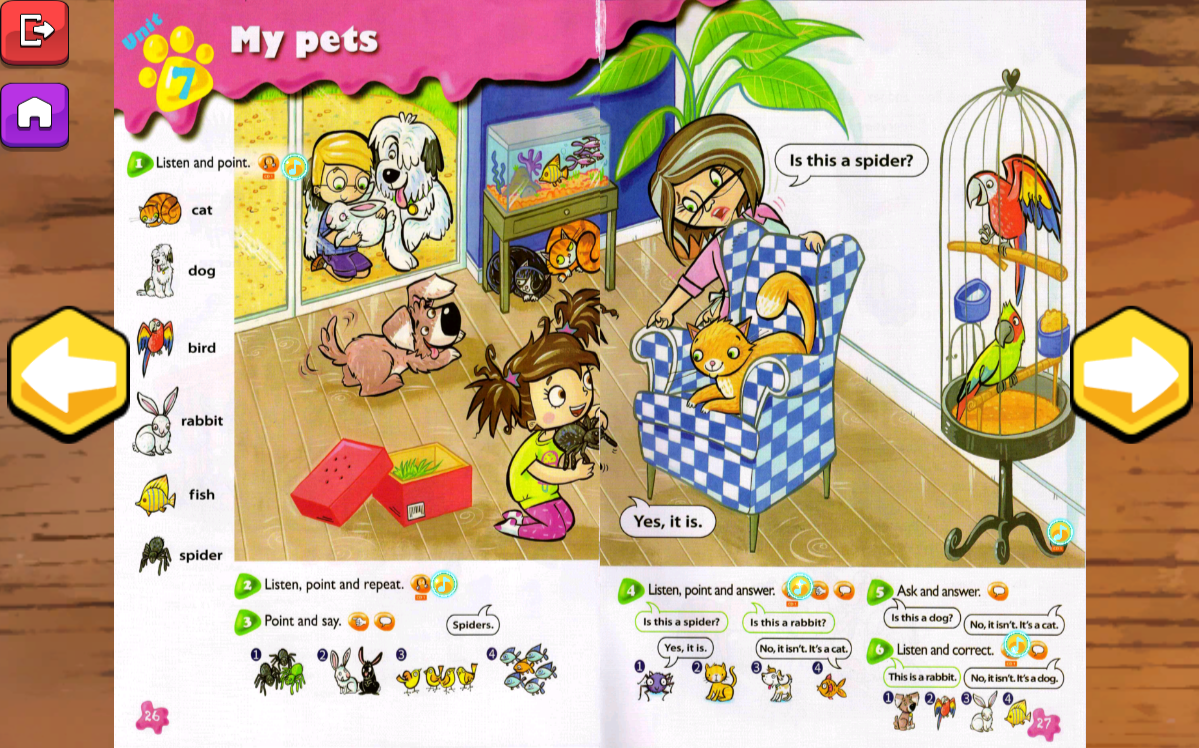 Unit
7
My pets
1 Listen and point.
cat
dog
bird
rabbit
fish
spider
Is this a spider?
Yes, it is.
2 Listen, point and repeat.
3 Point and say.
Spiders.
1 2 3 4
26
4 Listen, point and answer.
Is this a spider?
Is this a rabbit?
Yes, it is.
No, it isn't. It's a cat.
1 2 3 4
5 Ask and answer.
Is this a dog?
No, it isn't. It's a cat.
6 Listen and correct.
This is a rabbit.
No, it isn't. It's a dog.
1 2 3 4
27